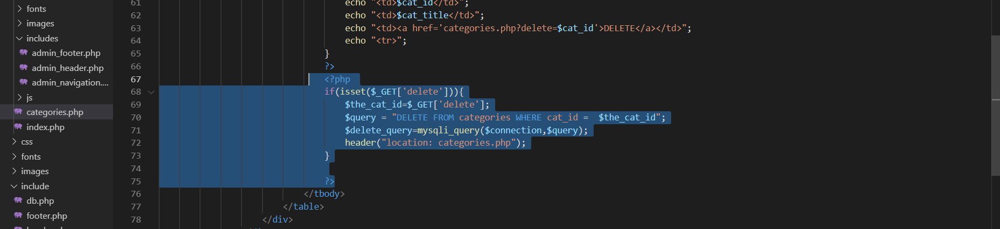 fonts
images
includes
admin_footer.php
admin_header.php
admin_navigation....
js
categories.php
index.php
css
fonts
images
include
db.php
footer.php
61 echo "<td>$cat_id</td>";
62 echo "<td>$cat_title</td>";
63 echo "<td><a href='categories.php?delete=$cat_id'>DELETE</a></td>";
64 echo "<tr>";
65 }
66 ?>
67 <?php
68 if(isset($_GET['delete'])){
69 $the_cat_id=$_GET['delete'];
70 $query = "DELETE FROM categories WHERE cat_id =  $the_cat_id";
71 $delete_query=mysqli_query($connection,$query);
72 header("location: categories.php");
73 }
74
75 ?>
76 </tbody>
77 </table>
78 </div>